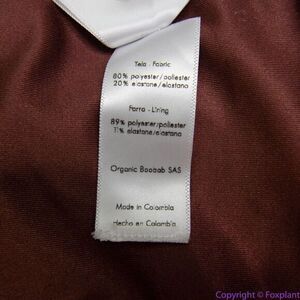 Tela - Fabric
80% polyester/poliester
20% elastane/elastano
Forro - L'ning
89% polyester/poliester
11% elastane/elastano
Organic Boobab SAS
Made in Colombia
Hecho en Colombia
Copyright © Foxplant